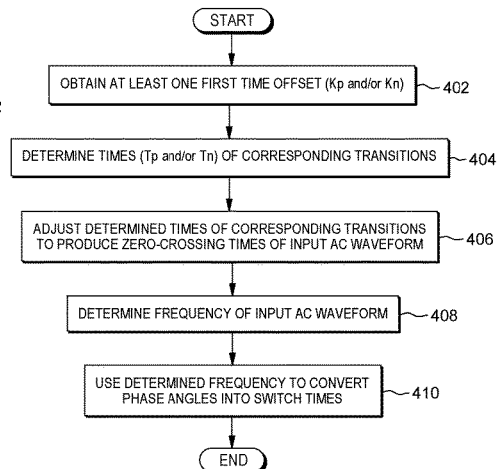 START
OBTAIN AT LEAST ONE FIRST TIME OFFSET (Kp and/or Kn)
402
DETERMINE TIMES (Tp and/or Tn) OF CORRESPONDING TRANSITIONS
404
ADJUST DETERMINED TIMES OF CORRESPONDING TRANSITIONS
TO PRODUCE ZERO-CROSSING TIMES OF INPUT AC WAVEFORM
406
DETERMINE FREQUENCY OF INPUT AC WAVEFORM
408
USE DETERMINED FREQUENCY TO CONVERT
PHASE ANGLES INTO SWITCH TIMES
410
END